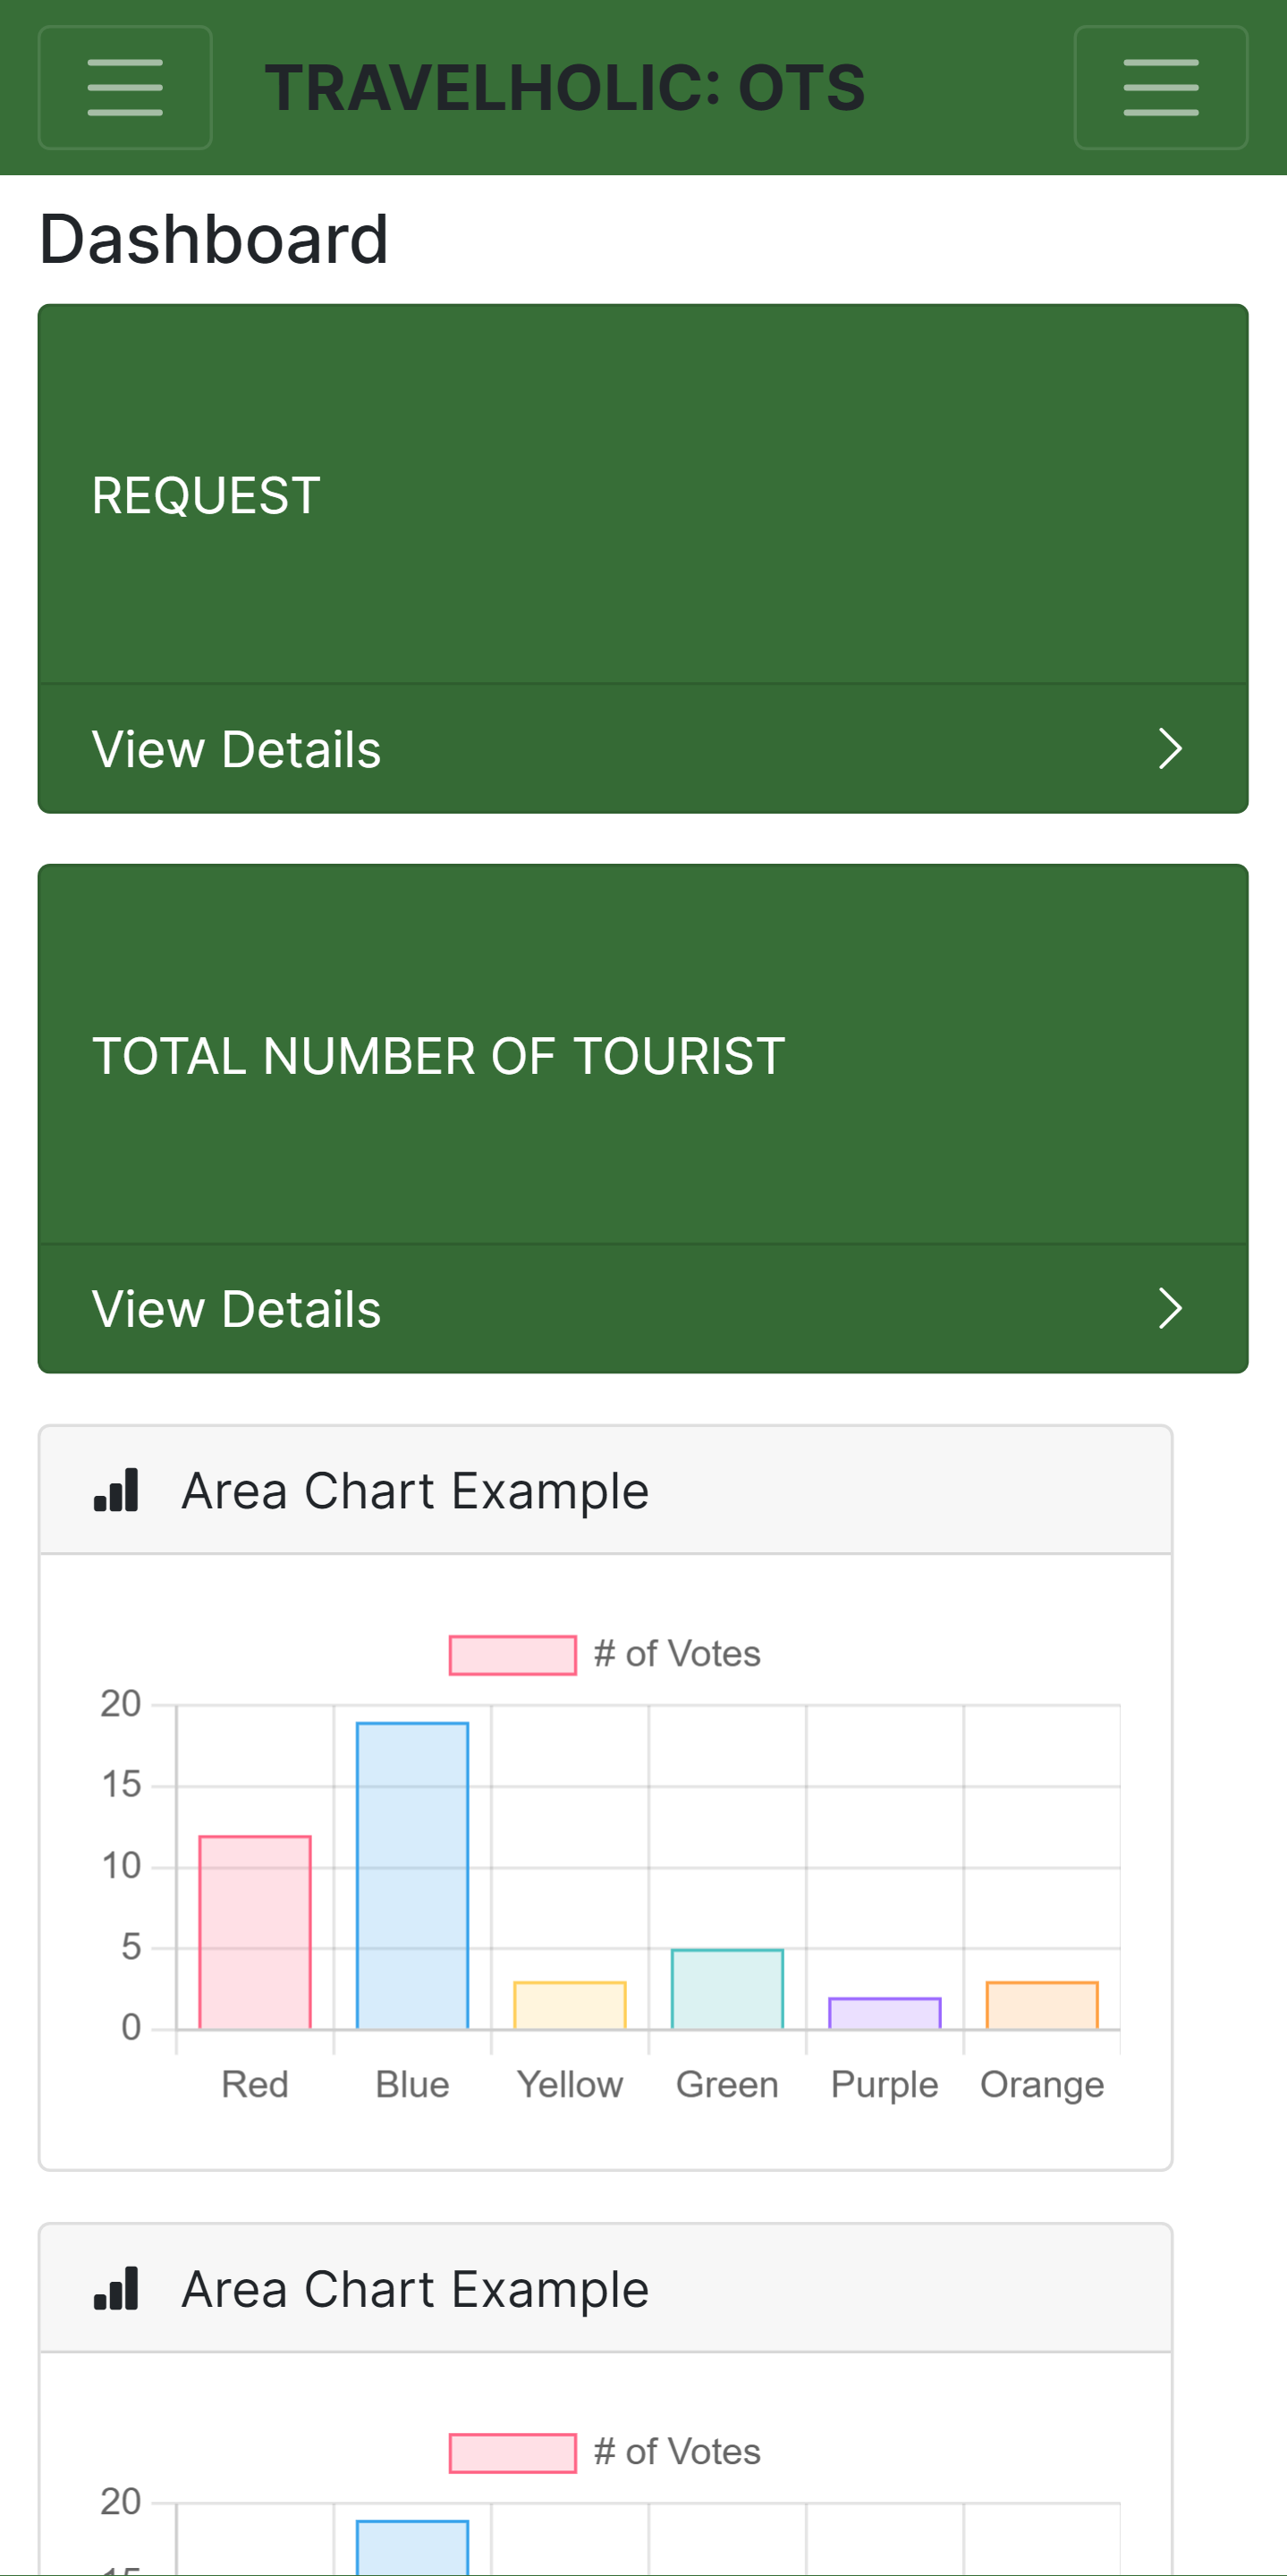 TRAVELHOLIC: OTS
Dashboard
REQUEST
View Details
TOTAL NUMBER OF TOURIST
View Details
Area Chart Example
# of Votes
20
15
10
5
0
Red Blue Yellow Green Purple Orange
Area Chart Example
# of Votes
20
15